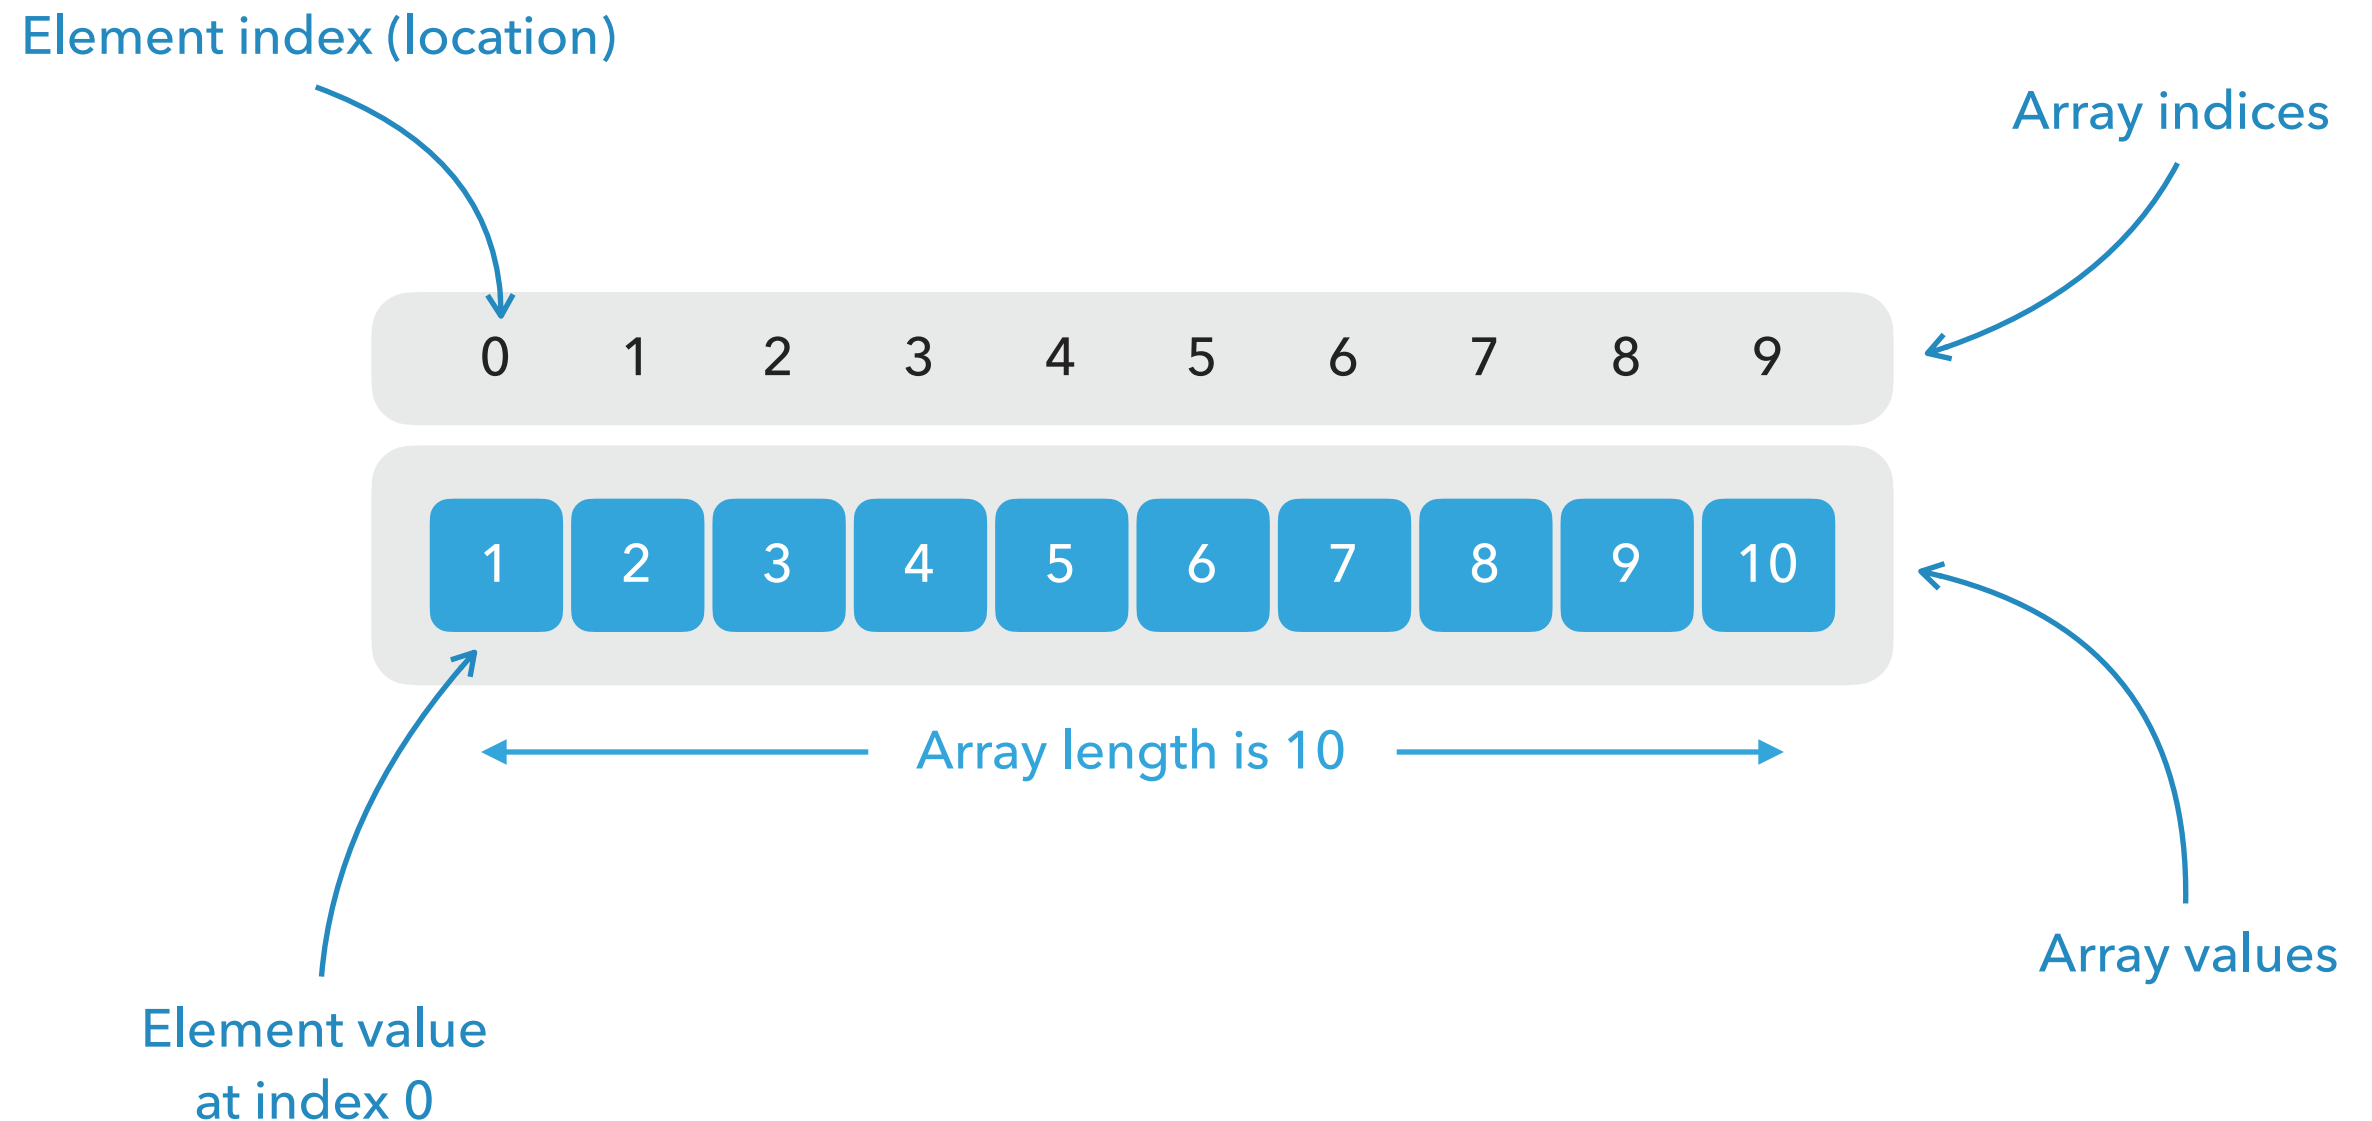 Element index (location)
Array indices
0 1 2 3 4 5 6 7 8 9
1 2 3 4 5 6 7 8 9 10
Array length is 10
Array values
Element value
at index 0